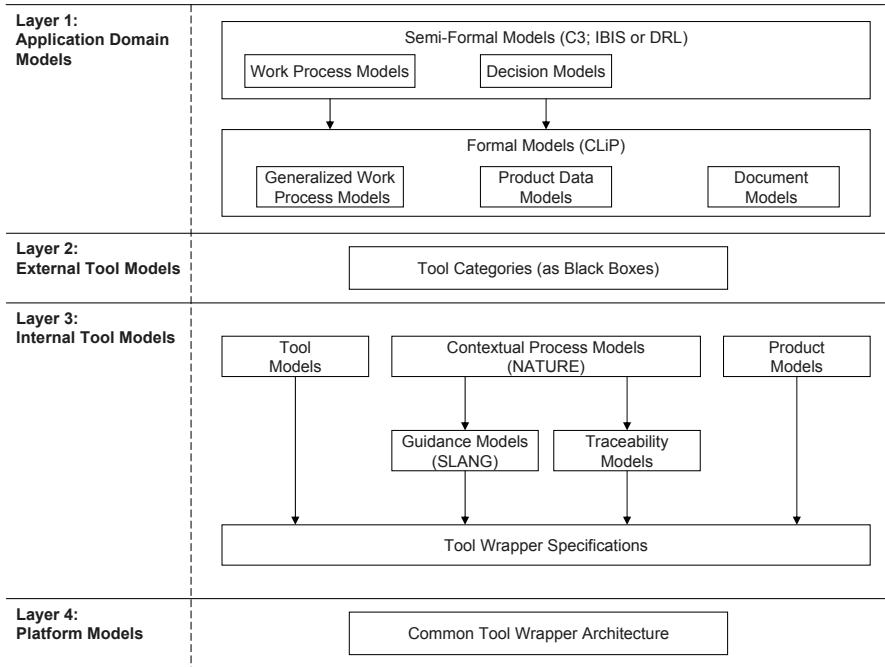 Layer 1:
Application Domain
Models
Semi-Formal Models (C3; IBIS or DRL)
Work Process Models
Decision Models
Formal Models (CLiP)
Generalized Work
Process Models
Product Data
Models
Document
Models
Layer 2:
External Tool Models
Tool Categories (as Black Boxes)
Layer 3:
Internal Tool Models
Tool
Models
Contextual Process Models
(NATURE)
Product
Models
Guidance Models
(SLANG)
Traceability
Models
Tool Wrapper Specifications
Layer 4:
Platform Models
Common Tool Wrapper Architecture